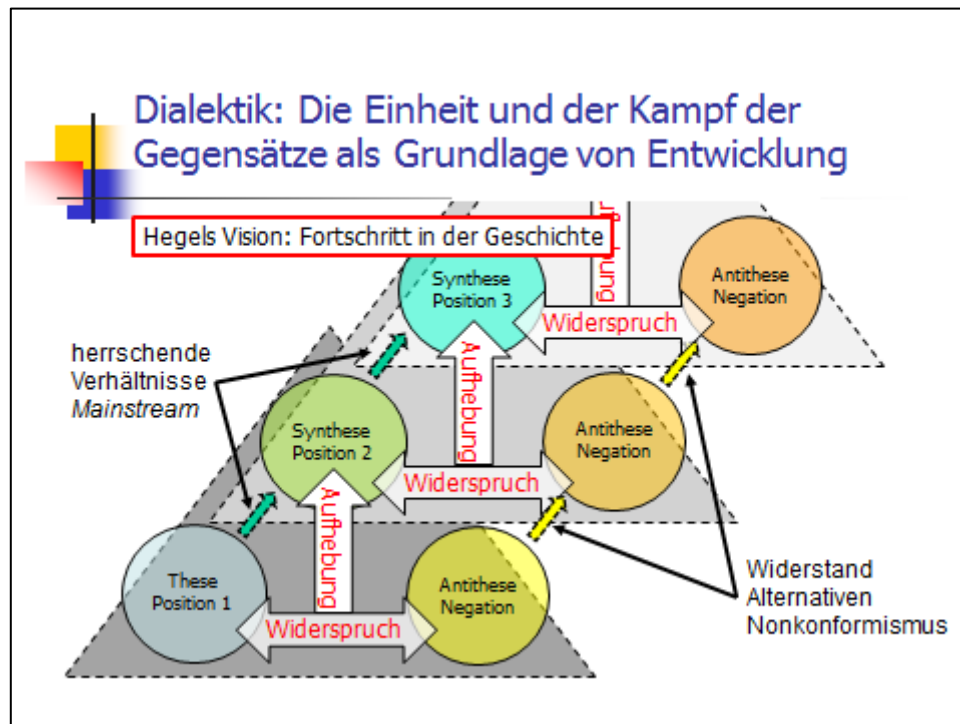 Dialektik: Die Einheit und der Kampf der
Gegensätze als Grundlage von Entwicklung
Hegels Vision: Fortschritt in der Geschichte
Synthese
Position 3
Widerspruch
Antithese
Negation
herrschende
Verhältnisse
Mainstream
Aufhebung
Synthese
Position 2
Widerspruch
Antithese
Negation
Aufhebung
These
Position 1
Widerspruch
Antithese
Negation
Widerstand
Alternativen
Nonkonformismus